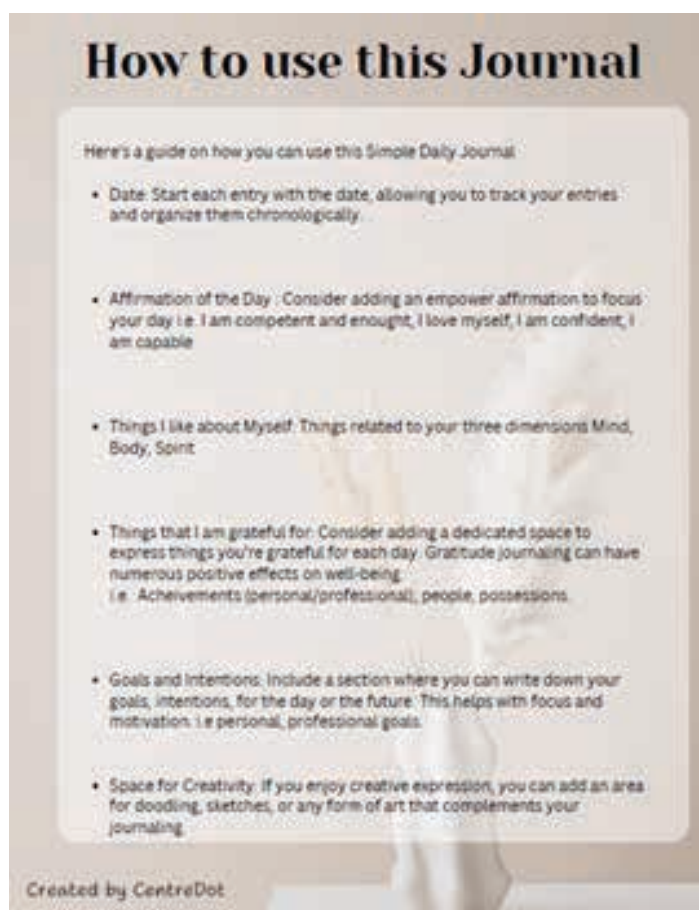 How to use this Journal
Here's a guide on how you can use this Simple Daily Journal
• Date: Start each entry with the date, allowing you to track your entries
and organize them chronologically.
• Affirmation of the Day : Consider adding an empower affirmation to focus
your day i.e. I am competent and enought, I love myself, I am confident, I
am capable
• Things I like about Myself: Things related to your three dimensions Mind,
Body, Spirit
• Things that I am grateful for: Consider adding a dedicated space to
express things you're grateful for each day. Gratitude journaling can have
numerous positive effects on well-being.
i.e. Acheivements (personal/professional), people, possessions.
• Goals and Intentions: Include a section where you can write down your
goals, intentions, for the day or the future. This helps with focus and
motivation. i.e personal, professional goals.
• Space for Creativity: If you enjoy creative expression, you can add an area
for doodling, sketches, or any form of art that complements your
journaling.
Created by CentreDot